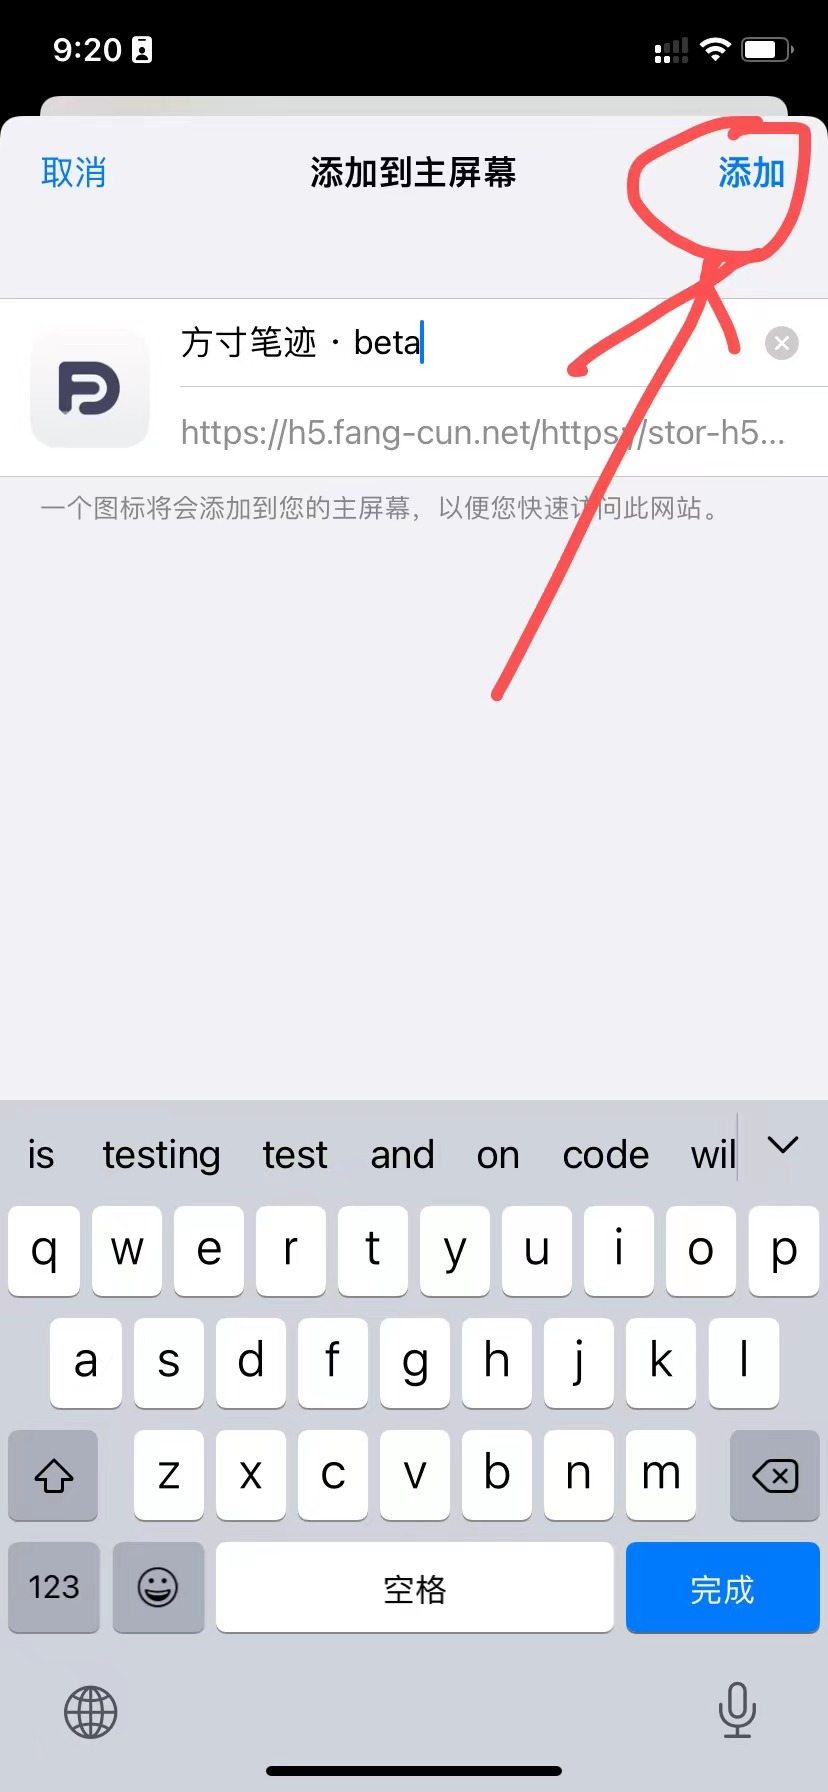 9:20
取消 添加到主屏幕 添加
方寸笔迹 · beta
https://h5.fang-cun.net/https://stor-h5...
一个图标将会添加到您的主屏幕，以便您快速访问此网站。
is testing test and on code wil
q w e r t y u i o p
a s d f g h j k l
z x c v b n m
123 空格 完成